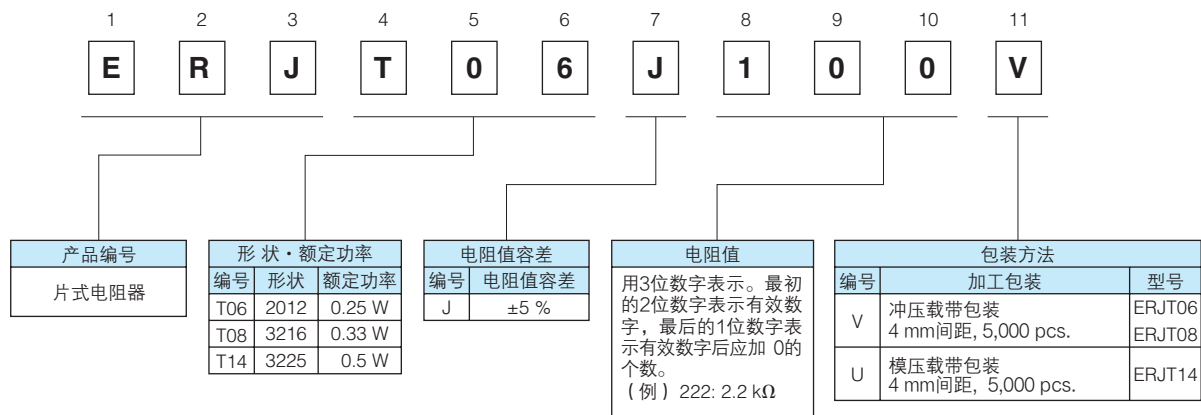 1 2 3 4 5 6 7 8 9 10 11
E R J T 0 6 J 1 0 0 V
产品编号
片式电阻器
形 状・额定功率
编号 形状 额定功率
T06 2012 0.25 W
T08 3216 0.33 W
T14 3225 0.5 W
电阻值容差
编号 电阻值容差
J ±5 %
电阻值
用3位数字表示。最初
的2位数字表示有效数
字，最后的1位数字表
示有效数字后应加 0的
个数。
（例）222: 2.2 kΩ
包装方法
编号 加工包装 型号
V 冲压载带包装 ERJT06
4 mm间距, 5,000 pcs. ERJT08
U 模压载带包装 ERJT14
4 mm间距, 5,000 pcs.